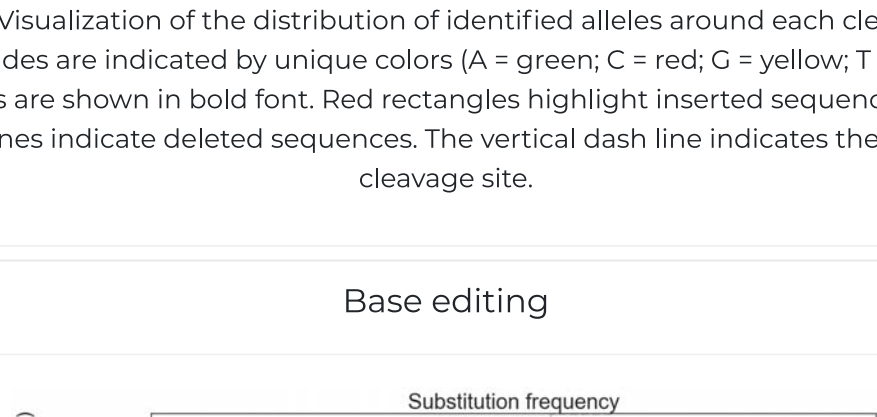 Visualization of the distribution of identified alleles around each cle
des are indicated by unique colors (A = green; C = red; G = yellow; T
s are shown in bold font. Red rectangles highlight inserted sequenc
nes indicate deleted sequences. The vertical dash line indicates the
cleavage site.
Base editing
Substitution frequency